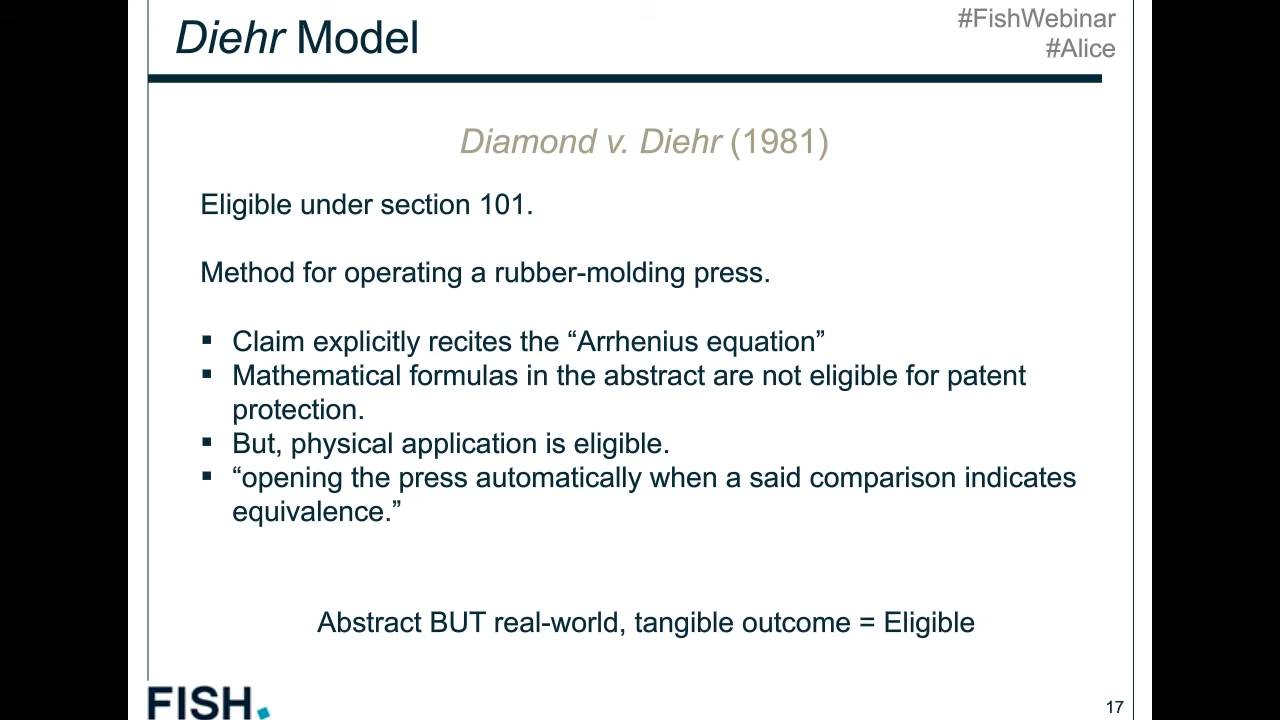 Diehr Model
#FishWebinar
#Alice
Diamond v. Diehr (1981)
Eligible under section 101.
Method for operating a rubber-molding press.
▪ Claim explicitly recites the “Arrhenius equation”
▪ Mathematical formulas in the abstract are not eligible for patent
protection.
▪ But, physical application is eligible.
▪ “opening the press automatically when a said comparison indicates
equivalence.”
Abstract BUT real-world, tangible outcome = Eligible
FISH.
17